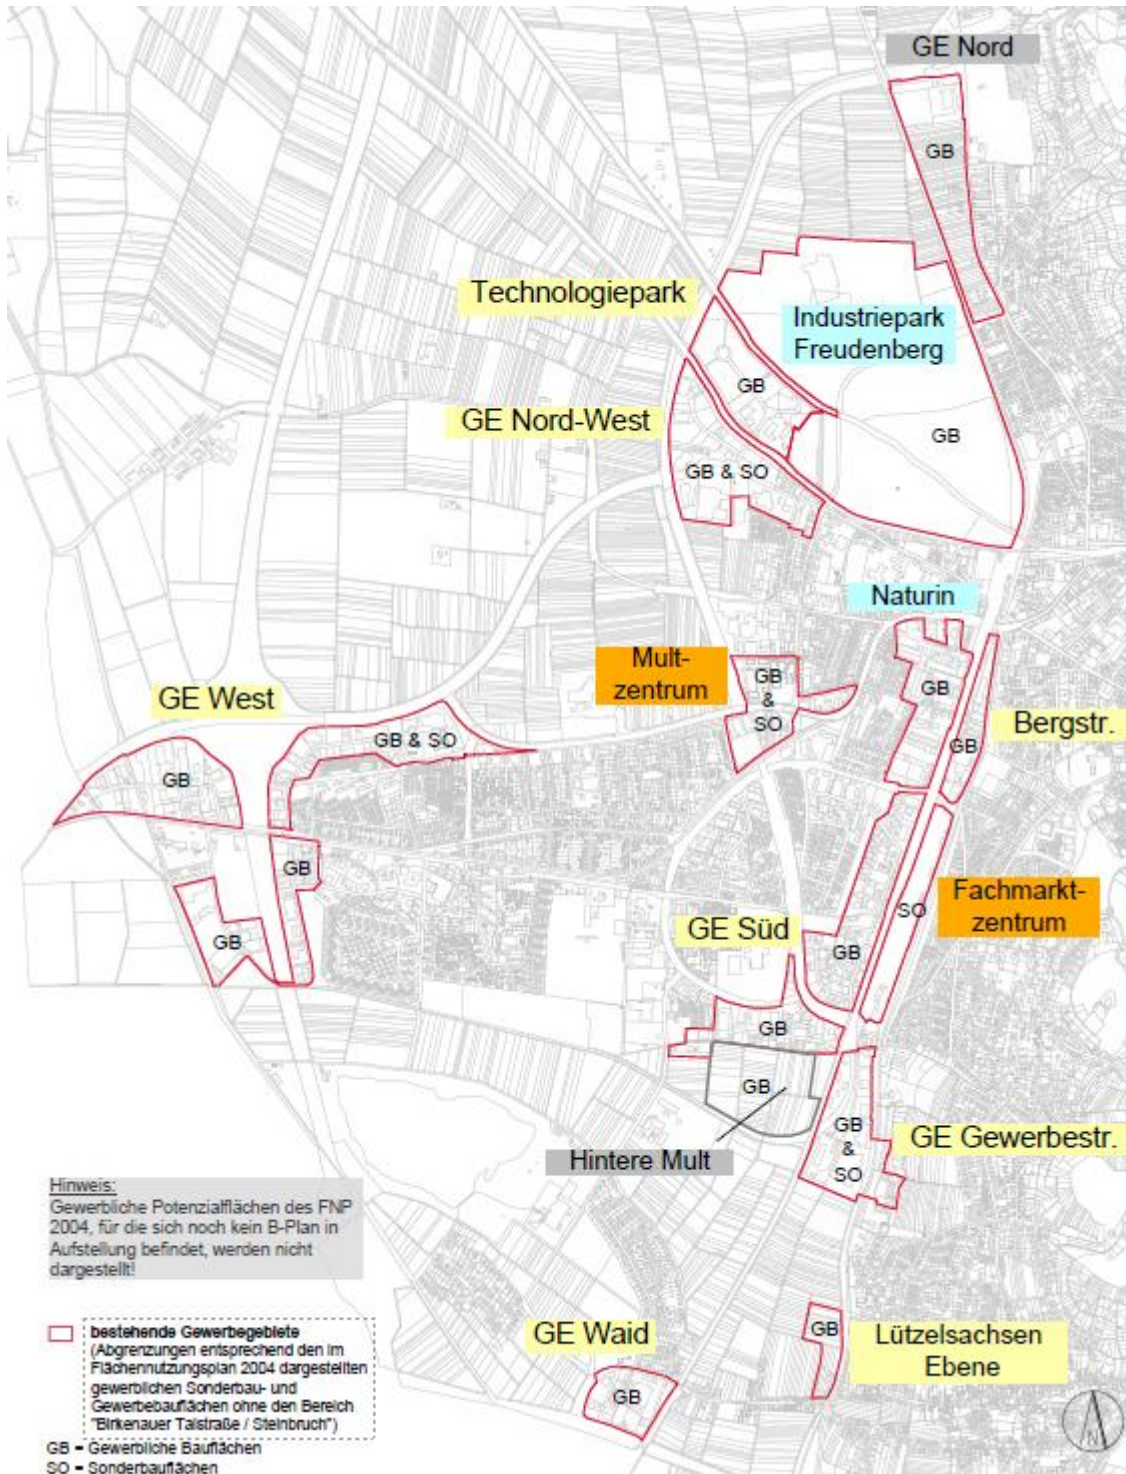 GE Nord
GB
Technologiepark
Industriepark
Freudenberg
GB
GE Nord-West
GB
GB & SO
Naturin
Mult-
zentrum
GB
&
SO
GE West
GB
Bergstr.
GB & SO
GB
GB
GB
Fachmarkt-
zentrum
SO
GE Süd
GB
GB
GB
GB
Hintere Mult
GB
&
SO
GE Gewerbestr.
Hinweis:
Gewerbliche Potenzialflächen des FNP
2004, für die sich noch kein B-Plan in
Aufstellung befindet, werden nicht
dargestellt!
GE Waid
GB
GB
Lützelsachsen
Ebene
bestehende Gewerbegebiete
(Abgrenzungen entsprechend den im
Flächennutzungsplan 2004 dargestellten
gewerblichen Sonderbau- und
Gewerbebauflächen ohne den Bereich
"Birkenauer Talstraße / Steinbruch")
GB = Gewerbliche Bauflächen
SO = Sonderbauflächen
N